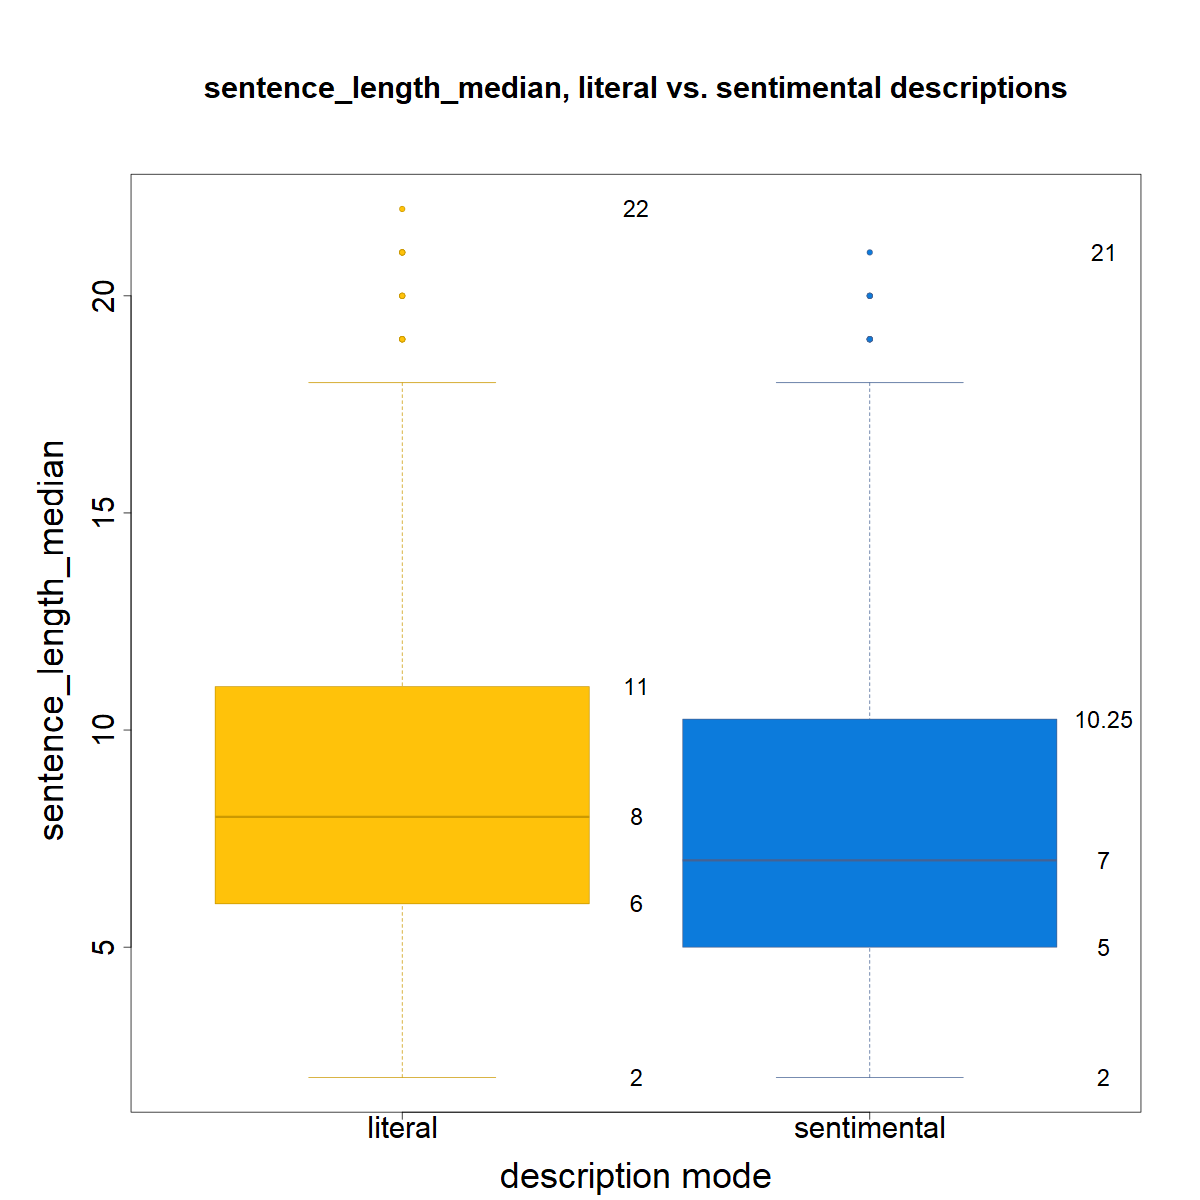 sentence_length_median, literal vs. sentimental descriptions
sentence_length_median
20
15
10
5
22
11
8
6
2
21
10.25
7
5
2
literal
sentimental
description mode